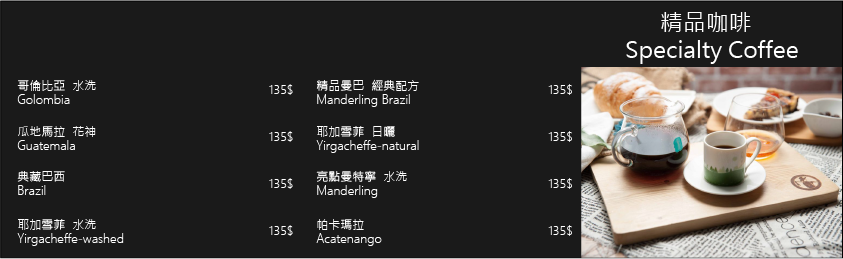 精品咖啡
Specialty Coffee
哥倫比亞 水洗 135$
Golombia
瓜地馬拉 花神 135$
Guatemala
典藏巴西 135$
Brazil
耶加雪菲 水洗 135$
Yirgacheffe-washed
精品曼巴 經典配方 135$
Manderling Brazil
耶加雪菲 日曬 135$
Yirgacheffe-natural
亮點曼特寧 水洗 135$
Manderling
帕卡瑪拉 135$
Acatenango